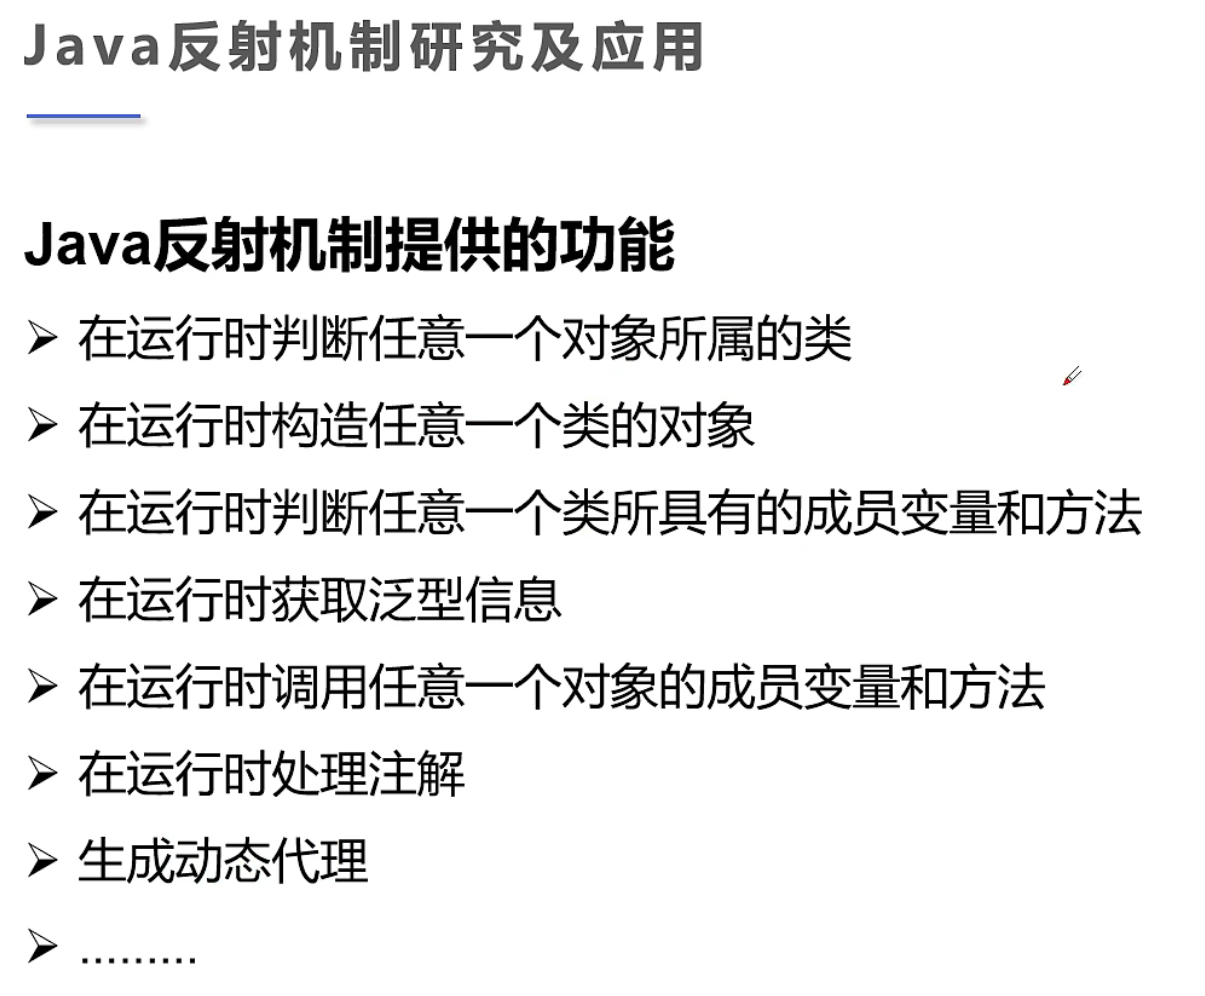 Java反射机制研究及应用
Java反射机制提供的功能
➢ 在运行时判断任意一个对象所属的类
➢ 在运行时构造任意一个类的对象
➢ 在运行时判断任意一个类所具有的成员变量和方法
➢ 在运行时获取泛型信息
➢ 在运行时调用任意一个对象的成员变量和方法
➢ 在运行时处理注解
➢ 生成动态代理
➢ .........